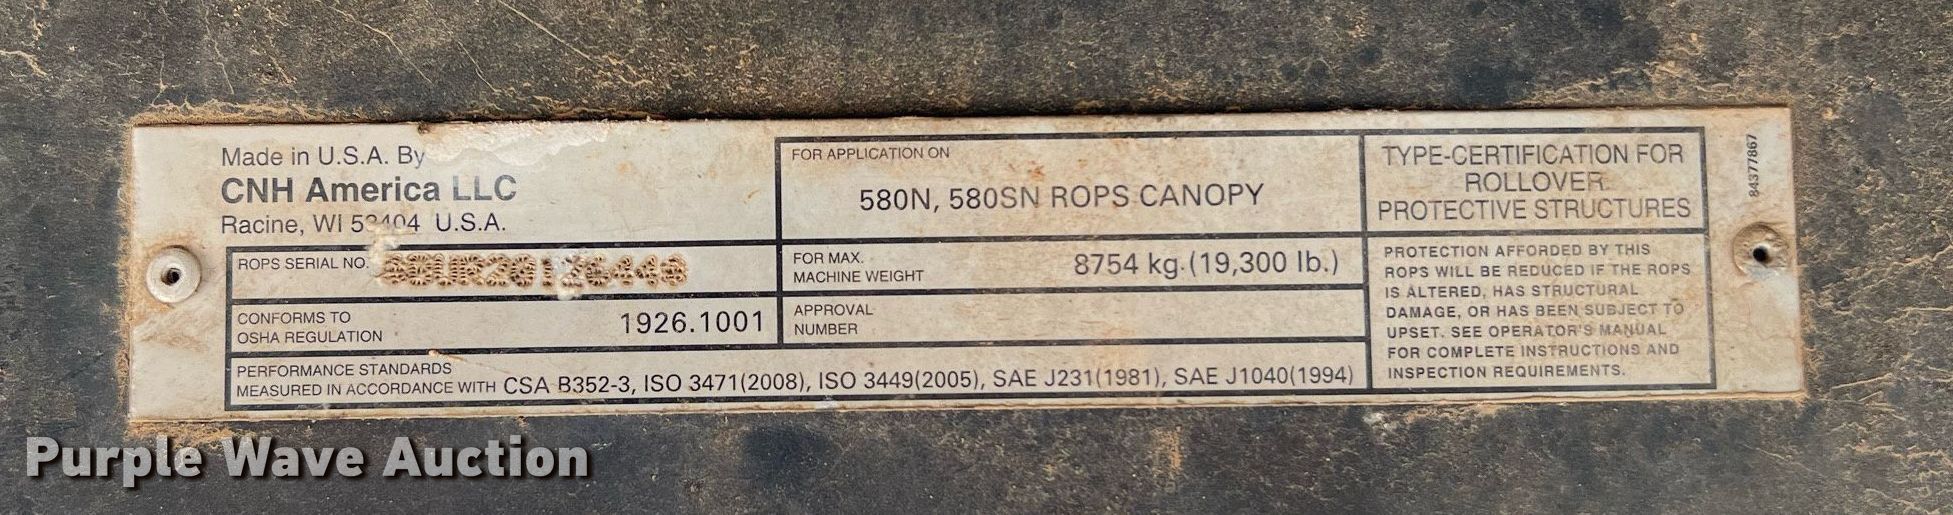 Made in U.S.A. By
CNH America LLC
Racine, WI 53404 U.S.A.
ROPS SERIAL NO.
CONFORMS TO
OSHA REGULATION
1926.1001
PERFORMANCE STANDARDS
MEASURED IN ACCORDANCE WITH CSA B352-3, ISO 3471(2008), ISO 3449(2005), SAE J231(1981), SAE J1040(1994)
FOR APPLICATION ON
580N, 580SN ROPS CANOPY
FOR MAX.
MACHINE WEIGHT
8754 kg.(19,300 lb.)
APPROVAL
NUMBER
TYPE-CERTIFICATION FOR
ROLLOVER
PROTECTIVE STRUCTURES
PROTECTION AFFORDED BY THIS
ROPS WILL BE REDUCED IF THE ROPS
IS ALTERED, HAS STRUCTURAL
DAMAGE, OR HAS BEEN SUBJECT TO
UPSET. SEE OPERATOR'S MANUAL
FOR COMPLETE INSTRUCTIONS AND
INSPECTION REQUIREMENTS.
84377867
Purple Wave Auction